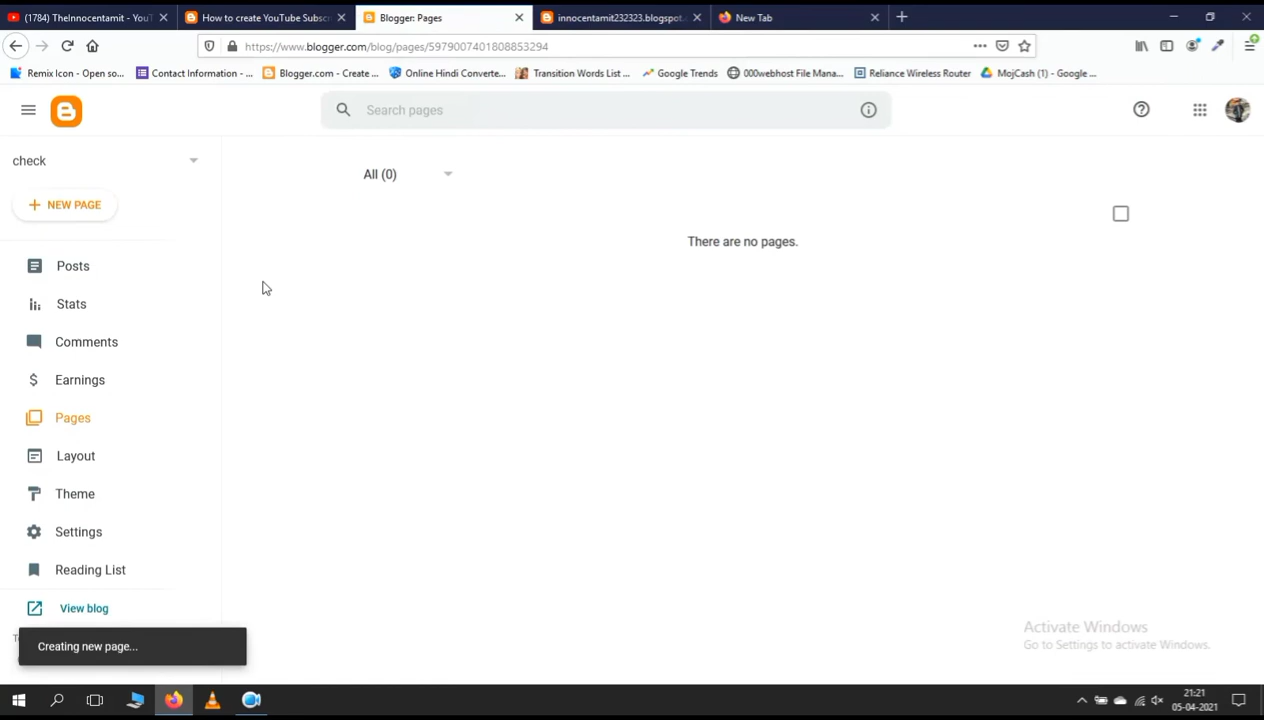 (1784) TheInnocentamit - YouT
How to create YouTube Subscr
Blogger: Pages
innocentamit232323.blogspot.
New Tab
https://www.blogger.com/blog/pages/5979007401808853294
Remix Icon - Open so...
Contact Information - ...
Blogger.com - Create ...
Online Hindi Converte...
Transition Words List ...
Google Trends
000webhost File Mana...
Reliance Wireless Router
MojCash (1) - Google ...
Search pages
check
All (0)
+ NEW PAGE
There are no pages.
Posts
Stats
Comments
Earnings
Pages
Layout
Theme
Settings
Reading List
View blog
Creating new page...
Activate Windows
Go to Settings to activate Windows.
21:21
05-04-2021